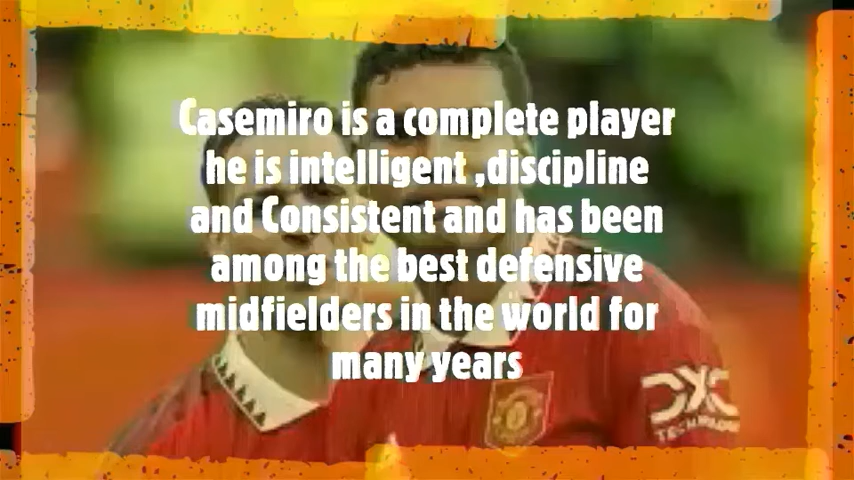 Casemiro is a complete player
he is intelligent ,discipline
and Consistent and has been
among the best defensive
midfielders in the world for
many years